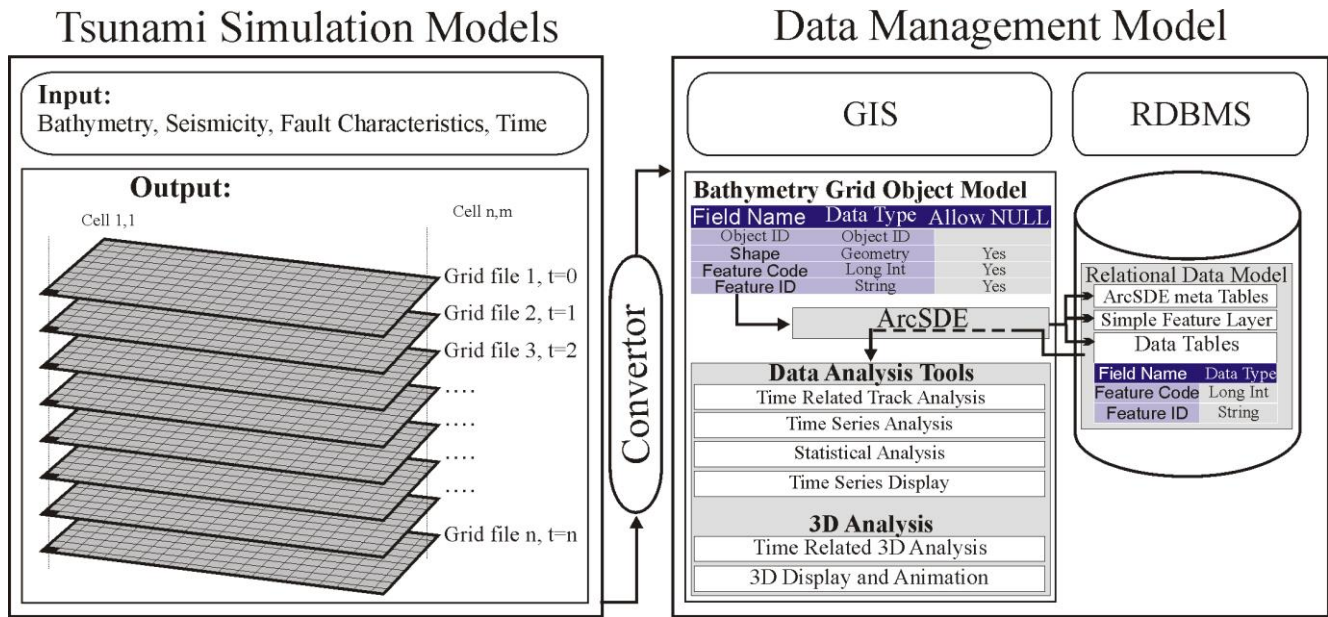 Tsunami Simulation Models
Input:
Bathymetry, Seismicity, Fault Characteristics, Time
Output:
Cell 1,1
Cell n,m
Grid file 1, t=0
Grid file 2, t=1
Grid file 3, t=2
....
....
....
....
Grid file n, t=n
Convertor
Data Management Model
GIS
RDBMS
Bathymetry Grid Object Model
Field Name Data Type Allow NULL
Object ID Object ID
Shape Geometry Yes
Feature Code Long Int Yes
Feature ID String Yes
ArcSDE
Data Analysis Tools
Time Related Track Analysis
Time Series Analysis
Statistical Analysis
Time Series Display
3D Analysis
Time Related 3D Analysis
3D Display and Animation
Relational Data Model
ArcSDE meta Tables
Simple Feature Layer
Data Tables
Field Name Data Type
Feature Code Long Int
Feature ID String